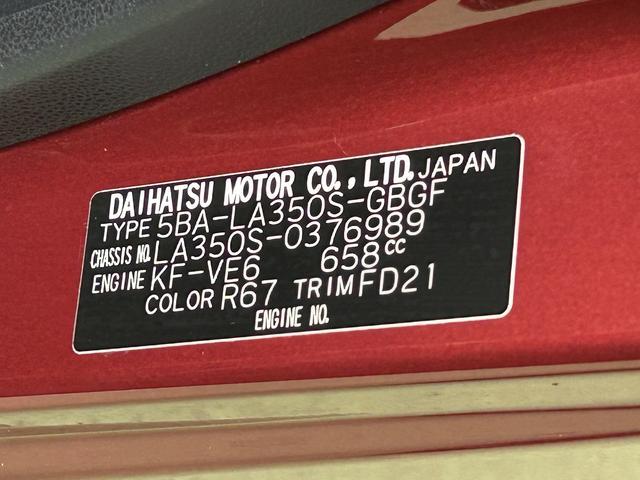 DAIHATSU MOTOR CO., LTD. JAPAN
TYPE 5BA-LA350S-GBGF
CHASSIS NO. LA350S-0376989
ENGINE KF-VE6 658cc
COLOR R67 TRIM FD21
ENGINE NO.